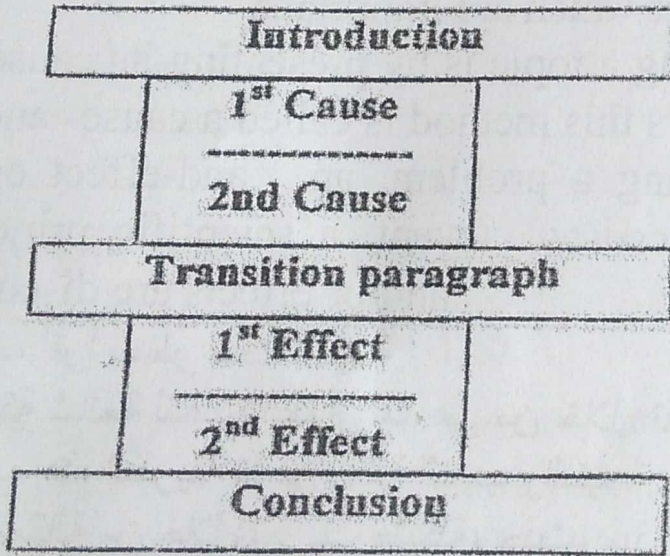 Introduction
1st Cause
2nd Cause
Transition paragraph
1st Effect
2nd Effect
Conclusion